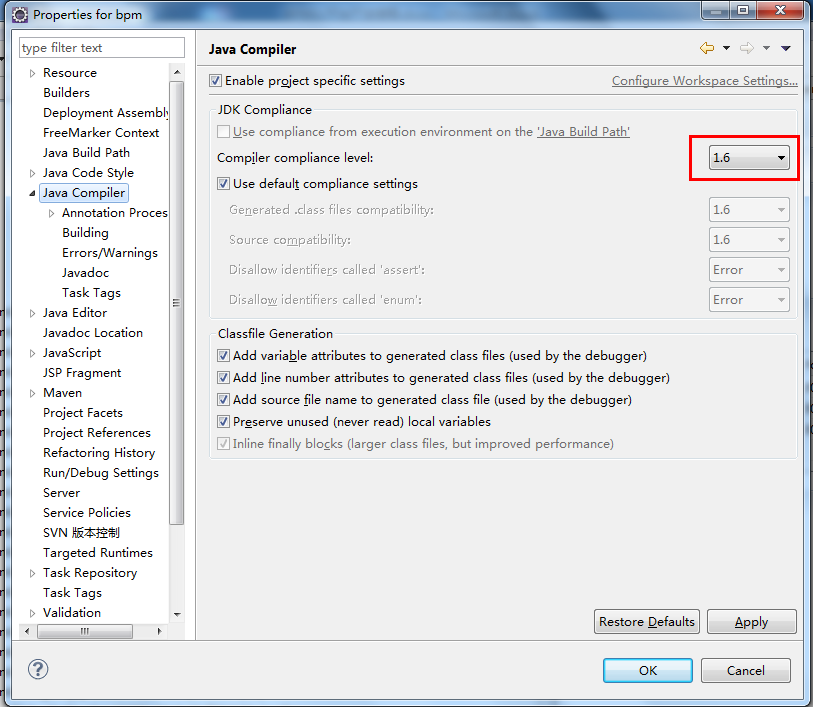 Properties for bpm
type filter text
Resource
Builders
Deployment Assembly
FreeMarker Context
Java Build Path
Java Code Style
Java Compiler
Annotation Proces
Building
Errors/Warnings
Javadoc
Task Tags
Java Editor
Javadoc Location
JavaScript
JSP Fragment
Maven
Project Facets
Project References
Refactoring History
Run/Debug Settings
Server
Service Policies
SVN 版本控制
Targeted Runtimes
Task Repository
Task Tags
Validation
Java Compiler
Enable project specific settings
Configure Workspace Settings...
JDK Compliance
Use compliance from execution environment on the 'Java Build Path'
Compiler compliance level: 1.6
Use default compliance settings
Generated .class files compatibility: 1.6
Source compatibility: 1.6
Disallow identifiers called 'assert': Error
Disallow identifiers called 'enum': Error
Classfile Generation
Add variable attributes to generated class files (used by the debugger)
Add line number attributes to generated class files (used by the debugger)
Add source file name to generated class file (used by the debugger)
Preserve unused (never read) local variables
Inline finally blocks (larger class files, but improved performance)
Restore Defaults Apply
? OK Cancel